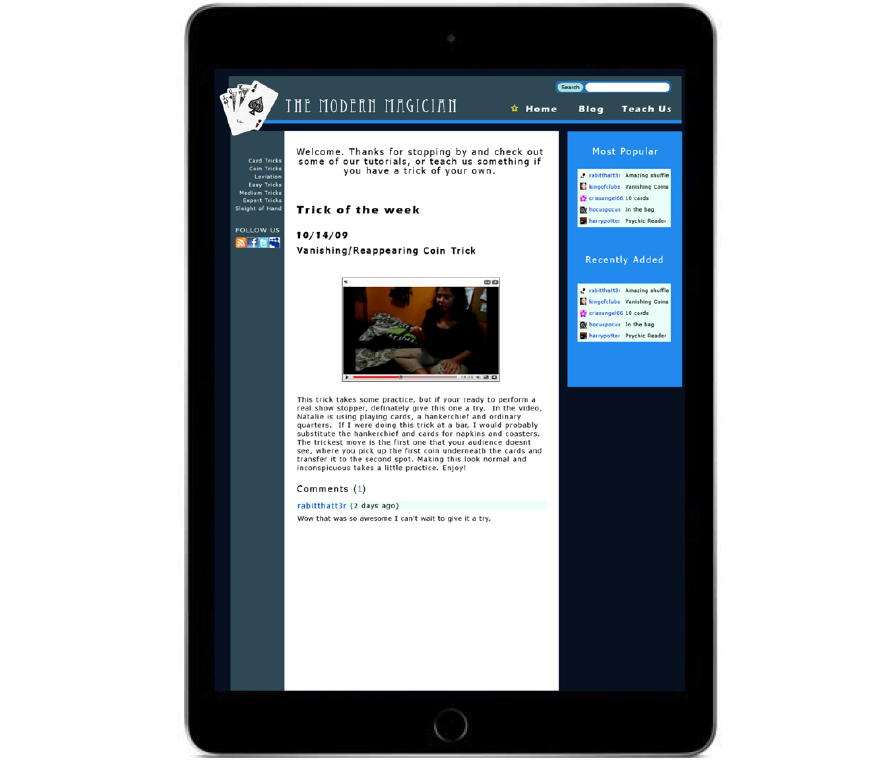 Search
THE MODERN MAGICIAN
Home Blog Teach Us
Card Tricks
Coin Tricks
Leviation
Easy Tricks
Medium Tricks
Expert Tricks
Sleight of Hand
FOLLOW US
Welcome. Thanks for stopping by and check out
some of our tutorials, or teach us something if
you have a trick of your own.
Trick of the week
10/14/09
Vanishing/Reappearing Coin Trick
This trick takes some practice, but if your ready to perform a
real show stopper, definately give this one a try. In the video,
Natalie is using playing cards, a hankerchief and ordinary
quarters. If I were doing this trick at a bar, I would probably
substitute the hankerchief and cards for napkins and coasters.
The trickest move is the first one that your audience doesnt
see, where you pick up the first coin underneath the cards and
transfer it to the second spot. Making this look normal and
inconspicuous takes a little practice. Enjoy!
Comments (1)
rabitthatt3r (2 days ago)
Wow that was so awesome I can't wait to give it a try.
Most Popular
rabitthatt3r Amazing shuffle
kingofclubs Vanishing Coins
crissangel66 10 cards
hocuspocus In the bag
harrypotter Psychic Reader
Recently Added
rabitthatt3r Amazing shuffle
kingofclubs Vanishing Coins
crissangel66 10 cards
hocuspocus In the bag
harrypotter Psychic Reader